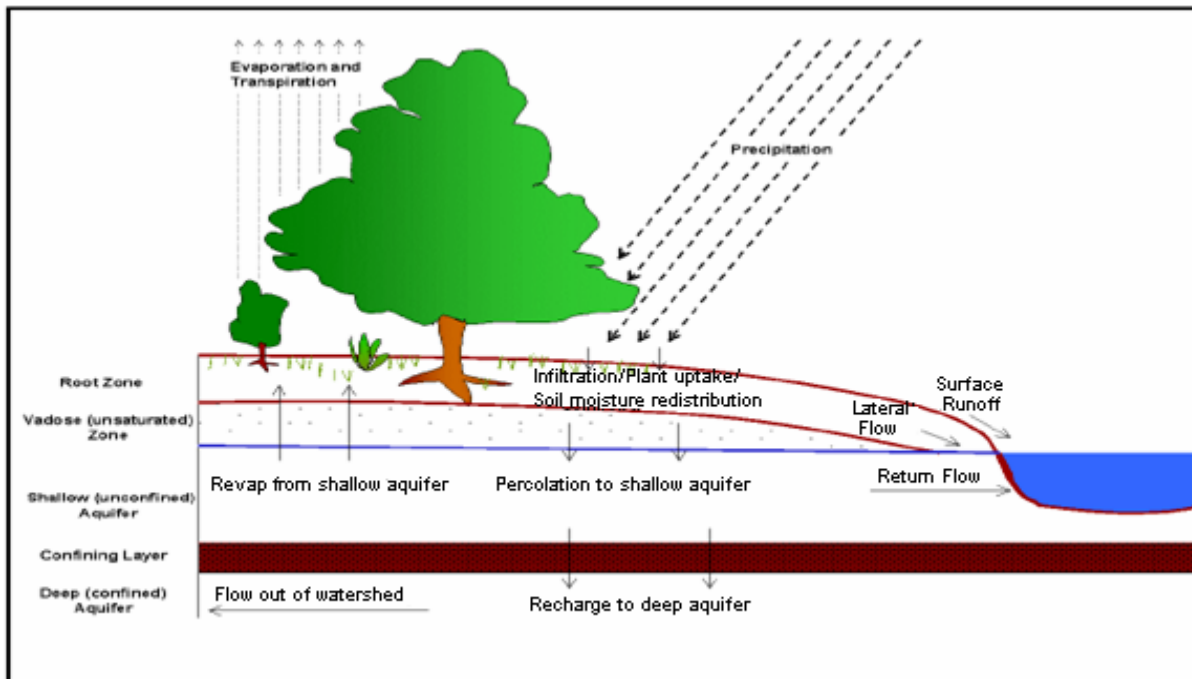 Evaporation and
Transpiration
Precipitation
Root Zone
Infiltration/Plant uptake/
Soil moisture redistribution
Surface
Runoff
Lateral
Flow
Vadose (unsaturated)
Zone
Revap from shallow aquifer
Percolation to shallow aquifer
Return Flow
Shallow (unconfined)
Aquifer
Confining Layer
Deep (confined)
Aquifer
Flow out of watershed
Recharge to deep aquifer